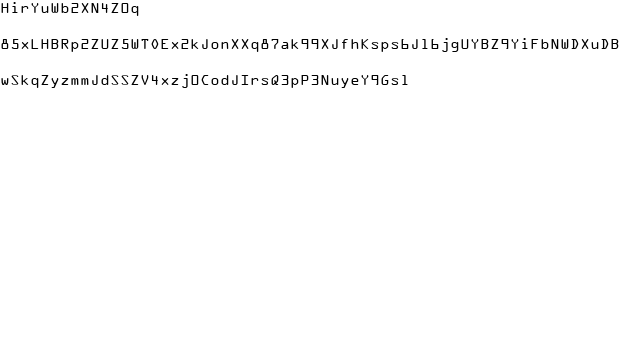 HirYuWb2XN4ZOq
85xLHBRp2ZUZ5WT0Ex2kJonXXq87ak99XJfhKsps6Jl6jgUYBZ9YiFbNWDXuDB
wSkqZyzmmJdSSZV4xzjOCodJIrsQ3pP3NuyeY9Gsl